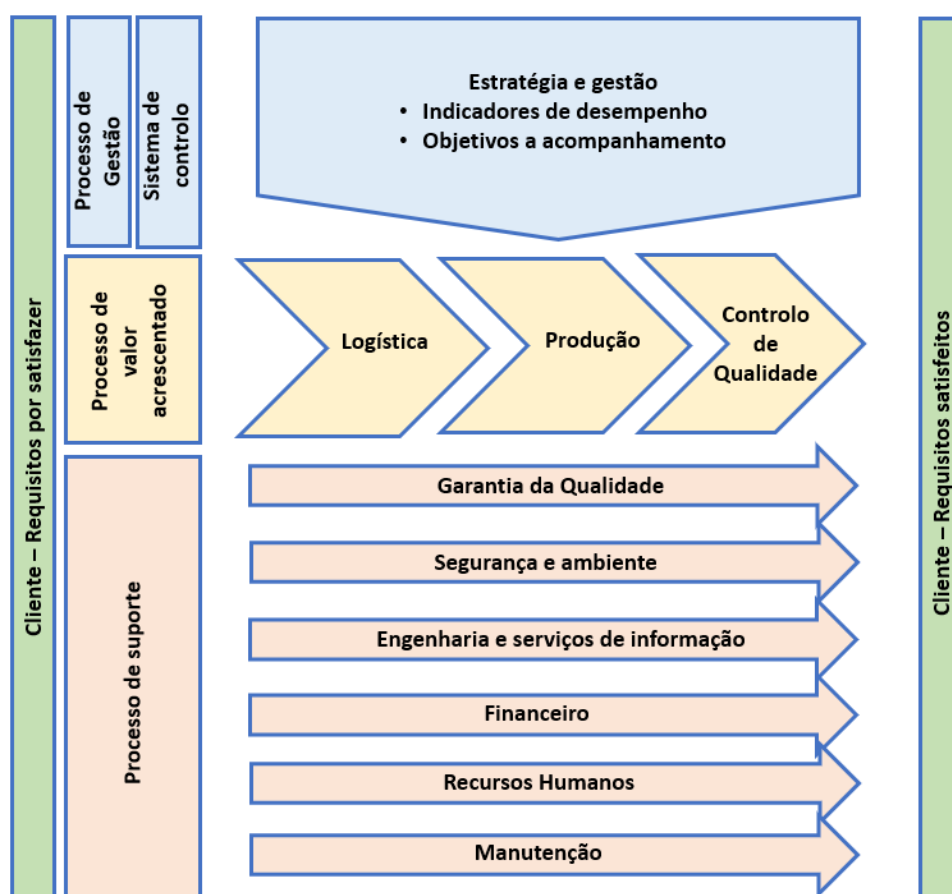 Cliente – Requisitos por satisfazer
Processo de
Gestão
Sistema de
controlo
Estratégia e gestão
• Indicadores de desempenho
• Objetivos a acompanhamento
Processo de
valor
acrescentado
Logística
Produção
Controlo
de
Qualidade
Processo de suporte
Garantia da Qualidade
Segurança e ambiente
Engenharia e serviços de informação
Financeiro
Recursos Humanos
Manutenção
Cliente – Requisitos satisfeitos